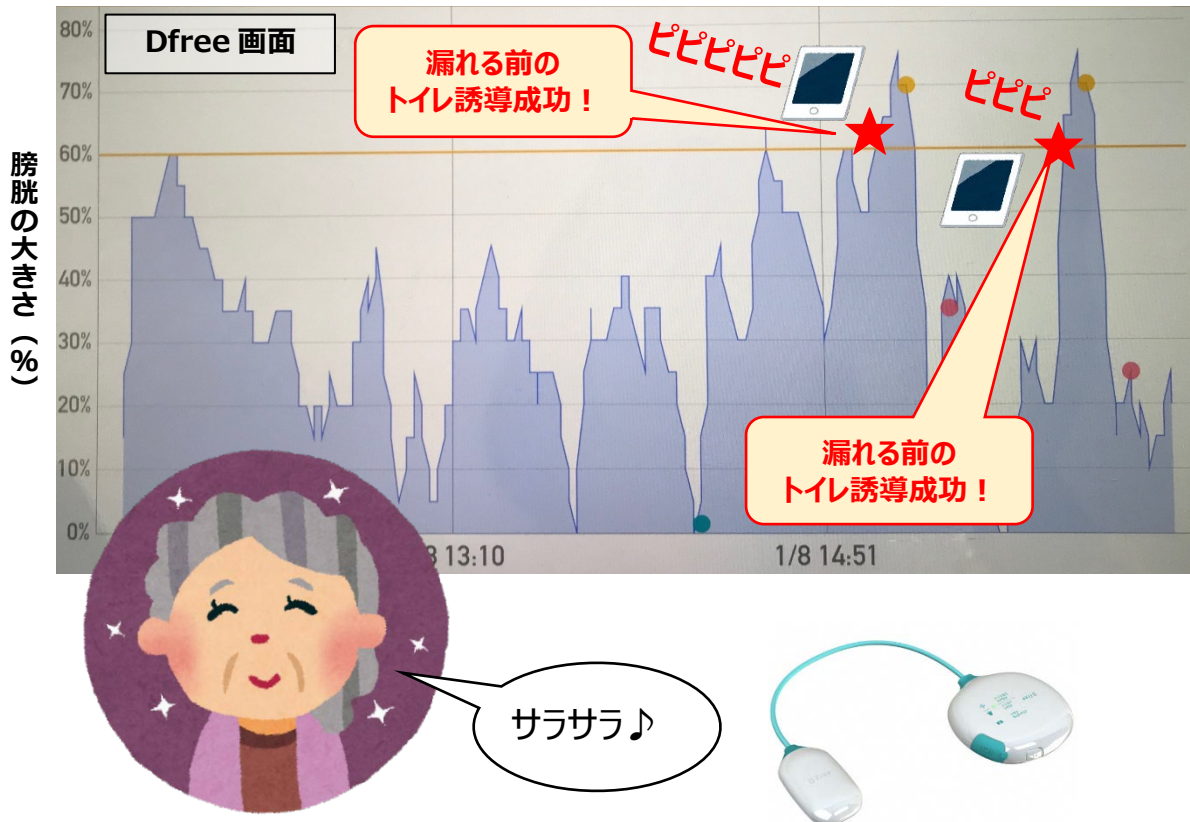 Dfree 画面
漏れる前の
トイレ誘導成功！
ピピピピピ
ピピピ
80%
70%
60%
50%
40%
30%
20%
10%
0%
膀胱の大きさ（%）
漏れる前の
トイレ誘導成功！
13:10
1/8 14:51
サラサラ♪
DFree